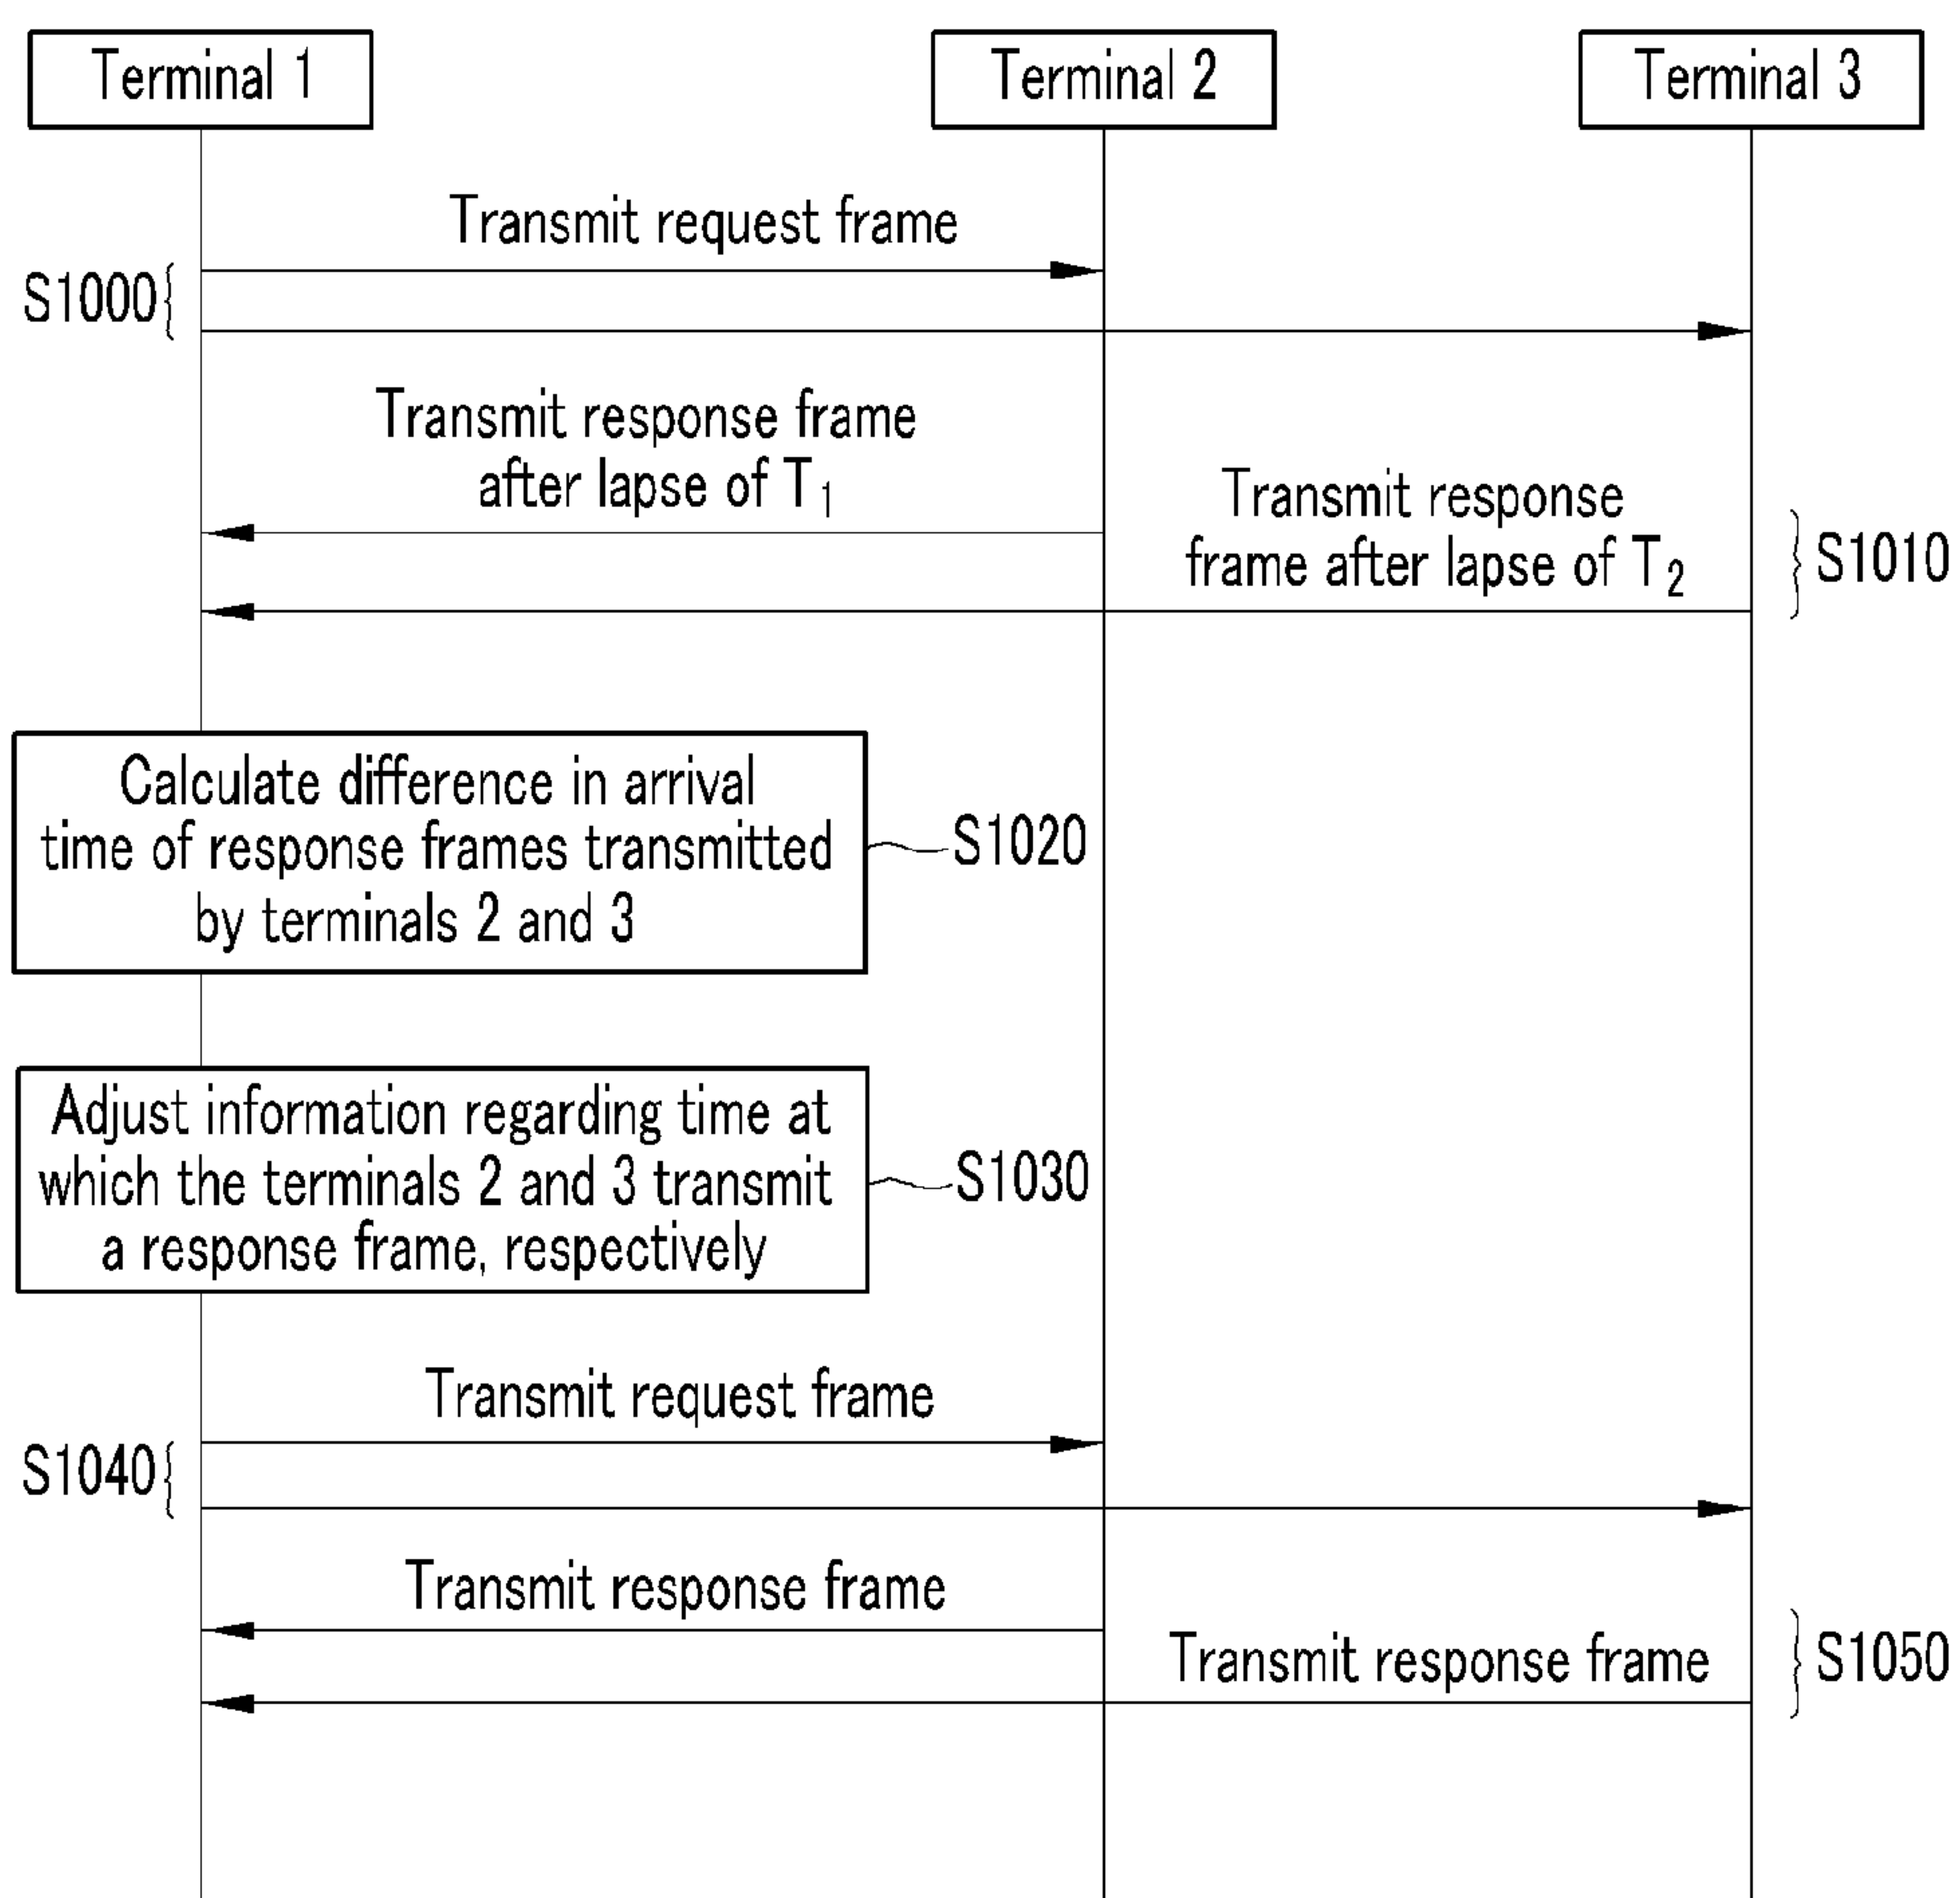 Terminal 1
Terminal 2
Terminal 3
Transmit request frame
S1000
Transmit response frame
after lapse of T1
Transmit response
frame after lapse of T2
S1010
Calculate difference in arrival
time of response frames transmitted
by terminals 2 and 3
S1020
Adjust information regarding time at
which the terminals 2 and 3 transmit
a response frame, respectively
S1030
Transmit request frame
S1040
Transmit response frame
Transmit response frame
S1050